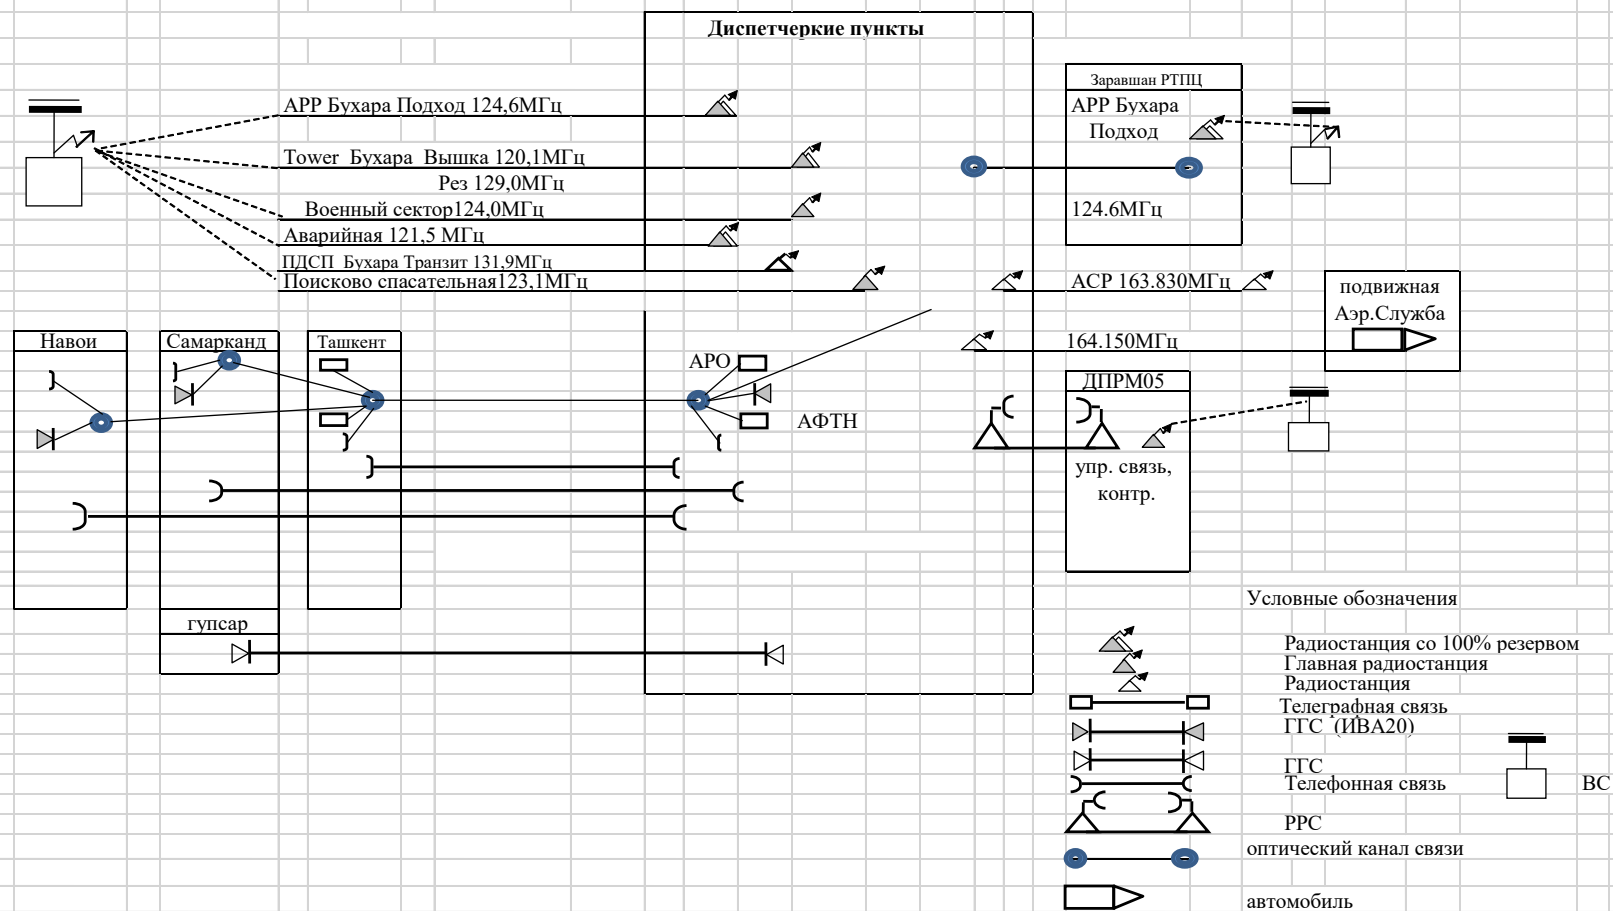 Диспетчеркие пункты
Заравшан РТПЦ
АРР Бухара
Подход
124.6МГц
АРР Бухара Подход 124,6МГц
Tower Бухара Вышка 120,1МГц
Рез 129,0МГц
Военный сектор124,0МГц
Аварийная 121,5 МГц
ПДСП Бухара Транзит 131,9МГц
Поисково спасательная123,1МГц
АСР 163.830МГц
164.150МГц
подвижная
Аэр.Служба
Навои
Самарканд
Ташкент
АРО
АФТН
ДПРМ05
упр. связь,
контр.
гупсар
Условные обозначения
Радиостанция со 100% резервом
Главная радиостанция
Радиостанция
Телеграфная связь
ГГС (ИВА20)
ГГС
Телефонная связь
ВС
РРС
оптический канал связи
автомобиль